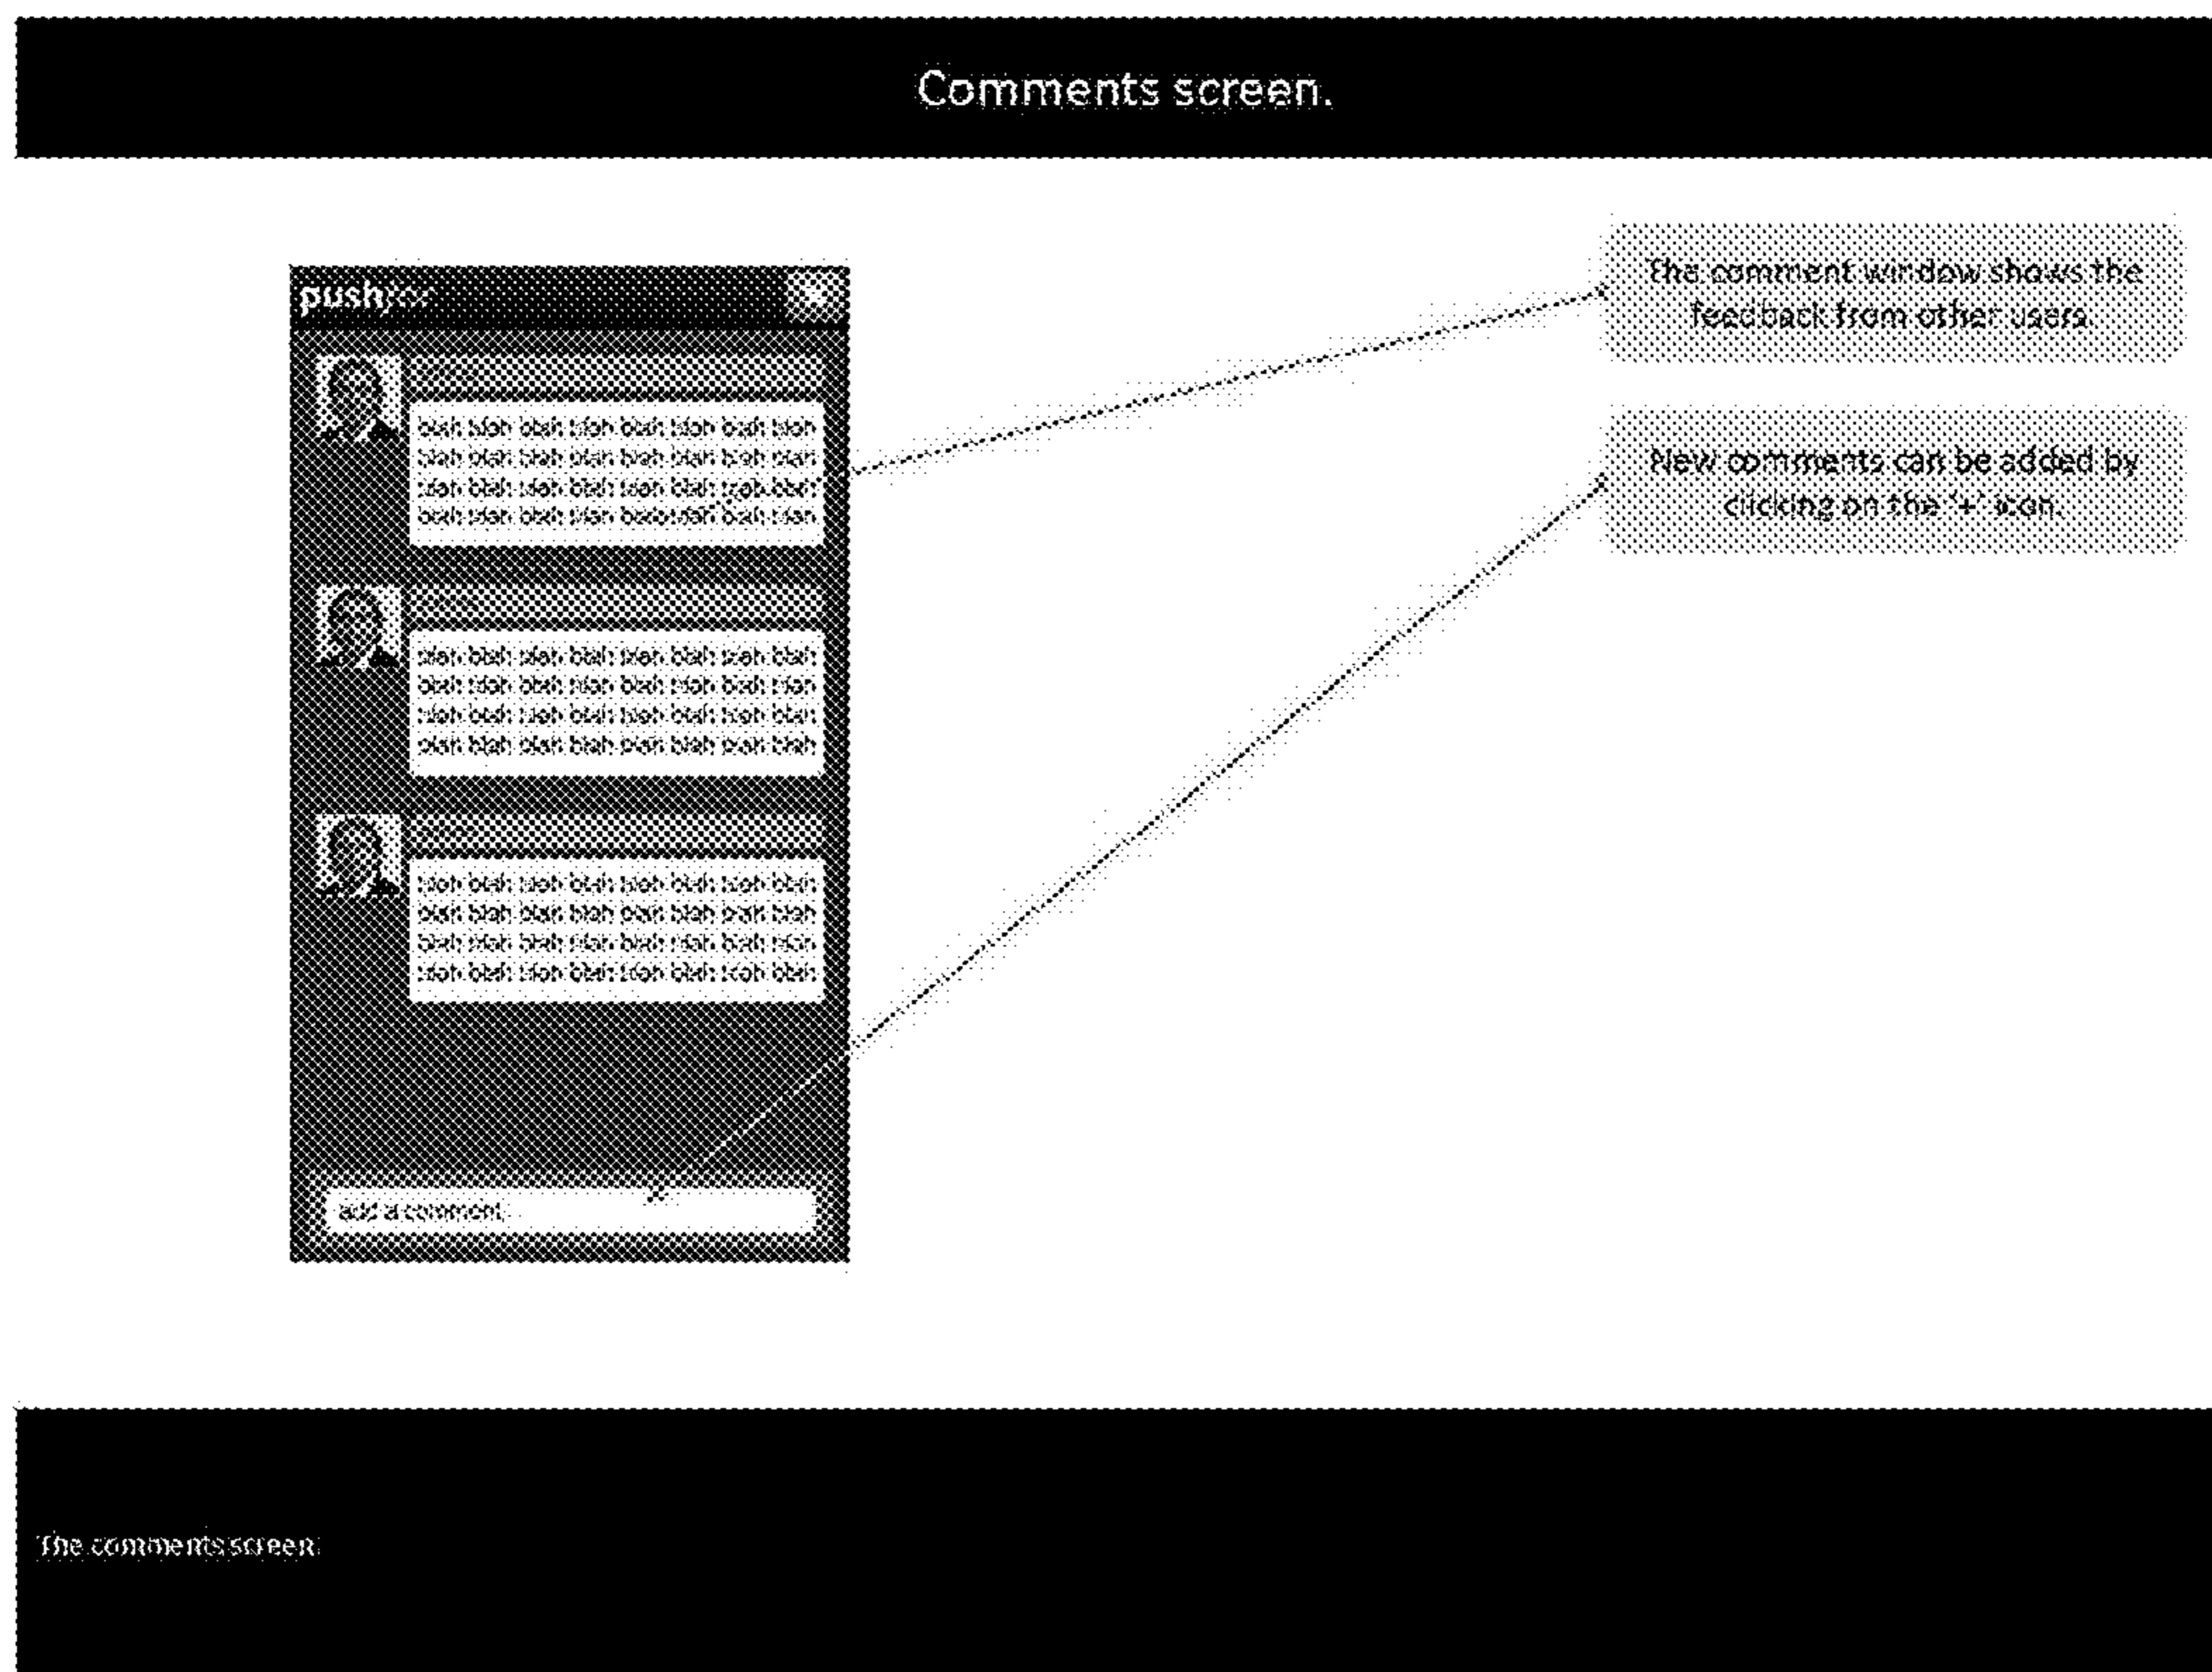 Comments screen.
push
The comment window shows the
feedback from other users.
New comments can be added by
clicking on the '+' icon.
blah blah blah blah blah blah blah blah
blah blah blah blah blah blah blah blah
blah blah blah blah blah blah blah blah
blah blah blah blah blah blah blah blah
blah blah blah blah blah blah blah blah
blah blah blah blah blah blah blah blah
blah blah blah blah blah blah blah blah
blah blah blah blah blah blah blah blah
blah blah blah blah blah blah blah blah
blah blah blah blah blah blah blah blah
blah blah blah blah blah blah blah blah
blah blah blah blah blah blah blah blah
add a comment...
The comments screen